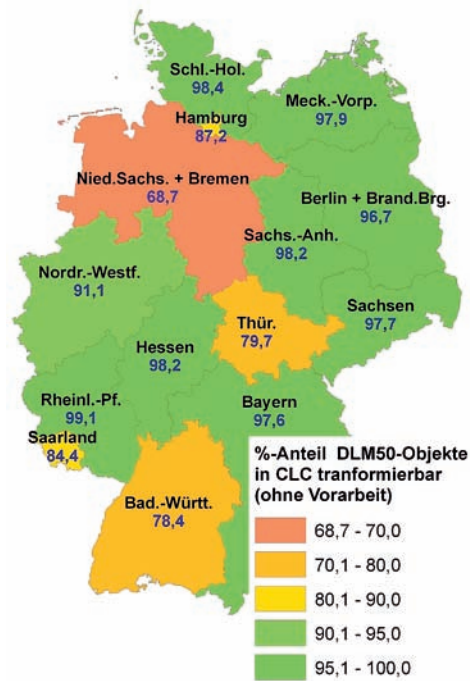 Schl.-Hol.
98,4
Meck.-Vorp.
97,9
Hamburg
87,2
Nied.Sachs. + Bremen
68,7
Berlin + Brand.Brg.
96,7
Sachs.-Anh.
98,2
Nordr.-Westf.
91,1
Sachsen
97,7
Thür.
79,7
Hessen
98,2
Rheinl.-Pf.
99,1
Bayern
97,6
Saarland
84,4
Bad.-Württ.
78,4
%-Anteil DLM50-Objekte
in CLC tranformierbar
(ohne Vorarbeit)
68,7 - 70,0
70,1 - 80,0
80,1 - 90,0
90,1 - 95,0
95,1 - 100,0